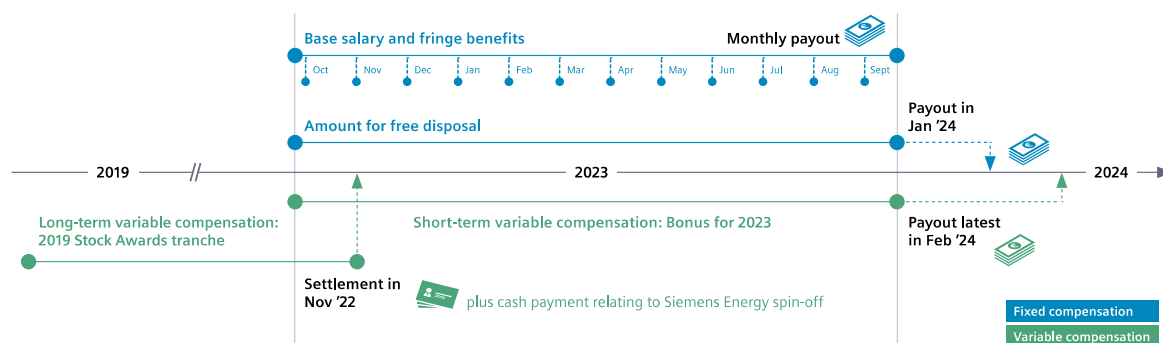 Base salary and fringe benefits
Monthly payout
Oct Nov Dec Jan Feb Mar Apr May Jun Jul Aug Sept
Amount for free disposal
Payout in
Jan ’24
2019 // 2023 2024
Long-term variable compensation:
2019 Stock Awards tranche
Short-term variable compensation: Bonus for 2023
Payout latest
in Feb ’24
Settlement in
Nov ’22
plus cash payment relating to Siemens Energy spin-off
Fixed compensation
Variable compensation